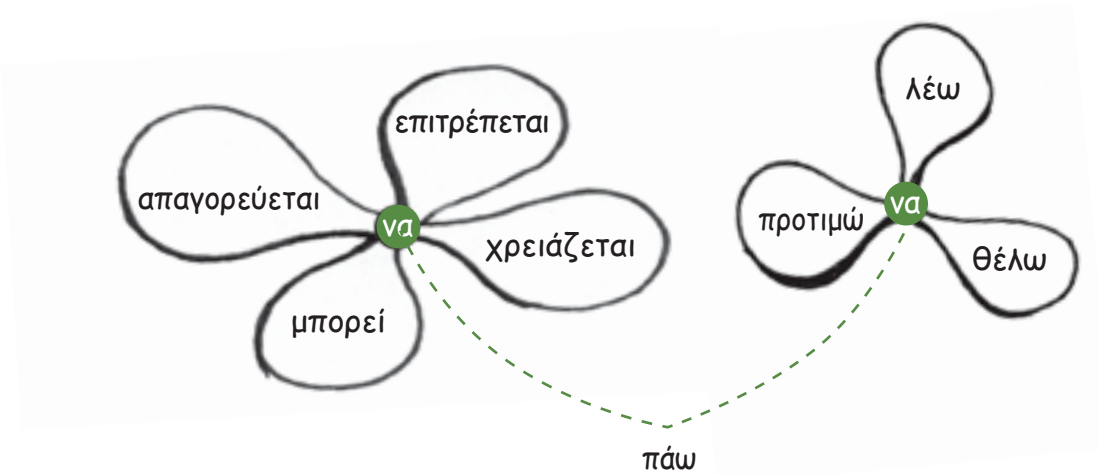 επιτρέπεται
απαγορεύεται
να
χρειάζεται
μπορεί
λέω
προτιμώ
να
θέλω
πάω